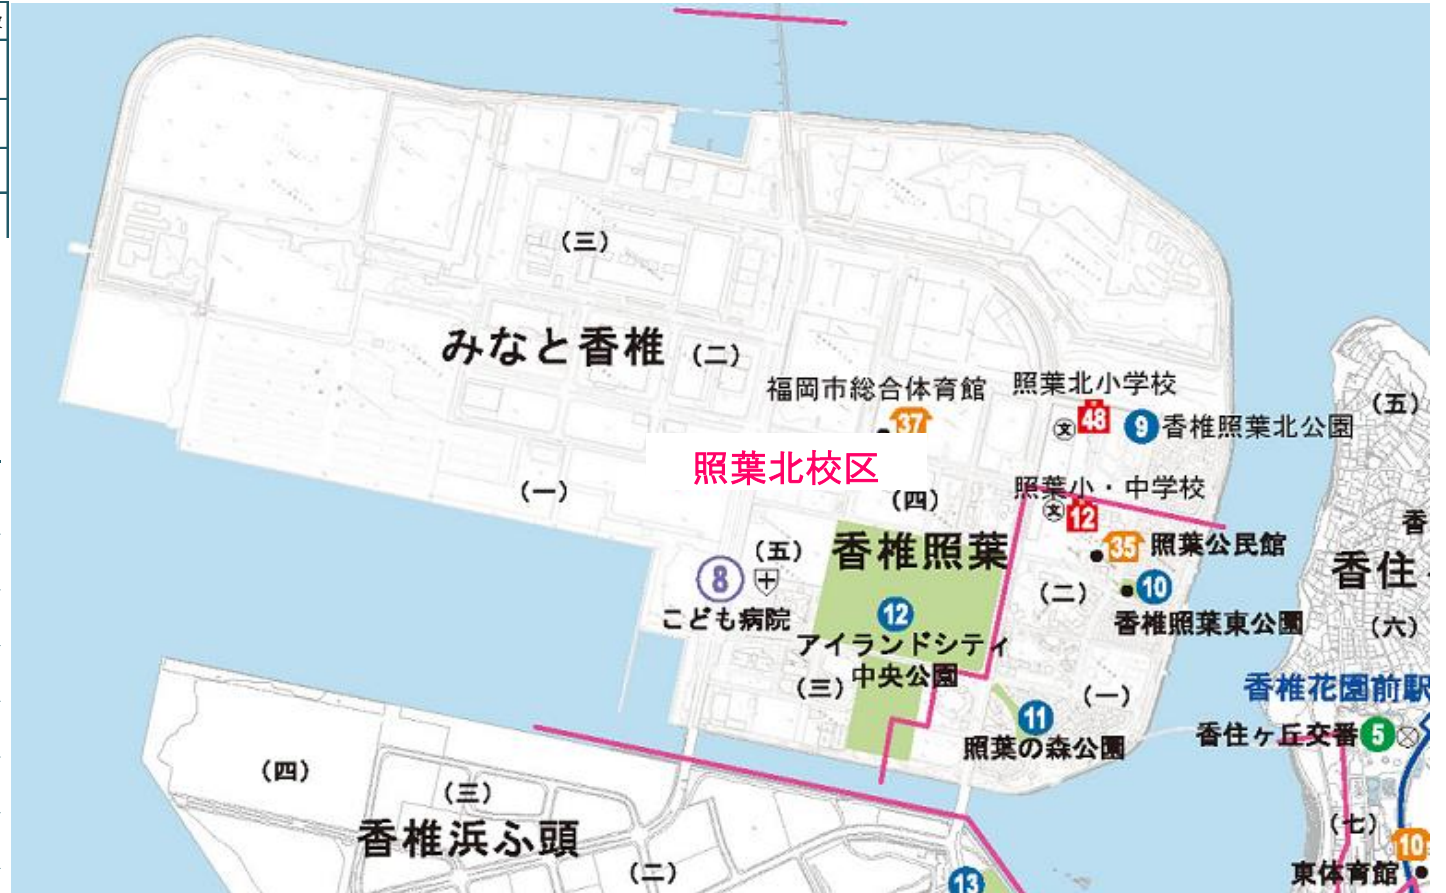 （三）
みなと香椎
（二）
福岡市総合体育館
37
照葉北小学校
文
48
9
香椎照葉北公園
（五）
照葉北校区
（一）
（四）
照葉小・中学校
文
12
香
（五）
香椎照葉
35
照葉公民館
香住
8
こども病院
（二）
10
香椎照葉東公園
（六）
12
アイランドシティ
中央公園
（三）
（一）
香椎花園前駅
11
照葉の森公園
香住ヶ丘交番
5
（四）
（三）
香椎浜ふ頭
（二）
（七）
10
東体育館
13